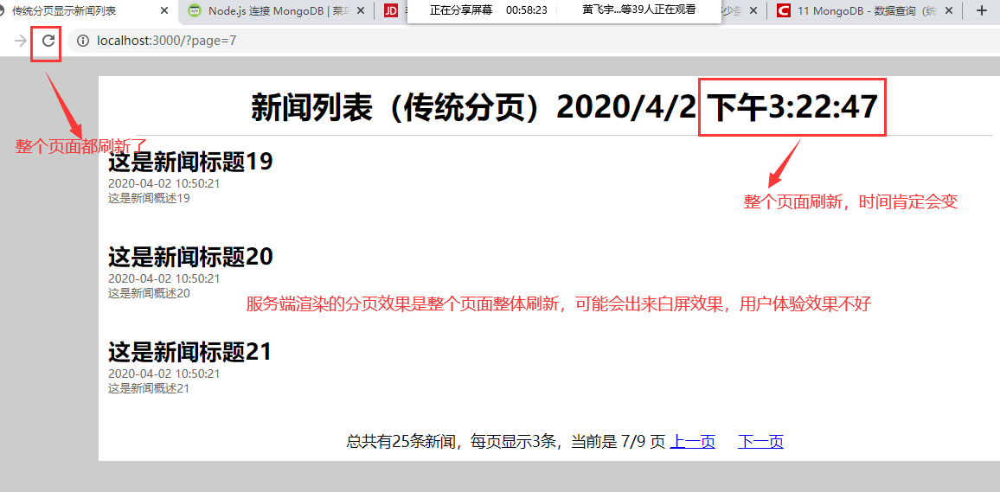 传统分页显示新闻列表
Node.js 连接 MongoDB | 菜鸟
JD
正在分享屏幕 00:58:23 黄飞宇...等39人正在观看
C 11 MongoDB - 数据查询（统
localhost:3000/?page=7
新闻列表（传统分页）2020/4/2 下午3:22:47
整个页面都刷新了
这是新闻标题19
2020-04-02 10:50:21
这是新闻概述19
整个页面刷新，时间肯定会变
这是新闻标题20
2020-04-02 10:50:21
这是新闻概述20
服务端渲染的分页效果是整个页面整体刷新，可能会出来白屏效果，用户体验效果不好
这是新闻标题21
2020-04-02 10:50:21
这是新闻概述21
总共有25条新闻，每页显示3条，当前是 7/9 页 上一页 下一页